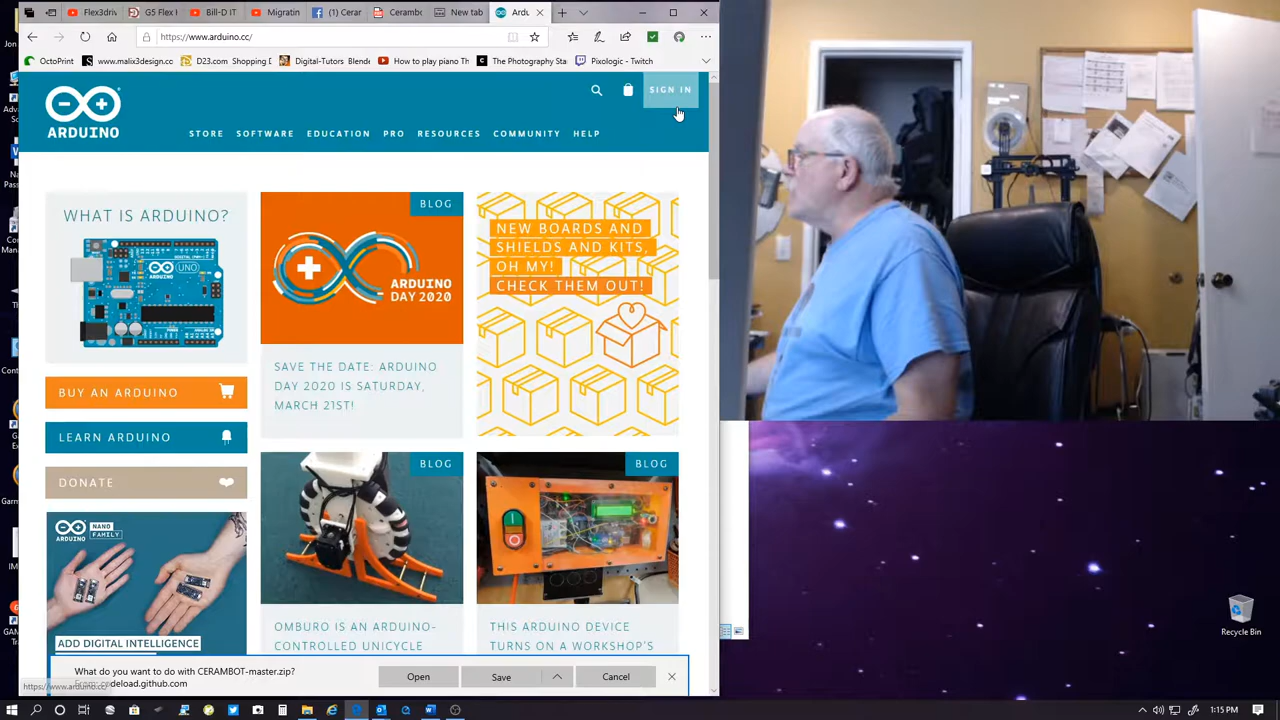 Flex3driv
G5 Flex I
Bill-D IT
Migratin
(1) Cerar
Cerambo
New tab
Ardu
https://www.arduino.cc/
OctoPrint
www.malix3design.cc
D23.com Shopping D
Digital-Tutors Blende
How to play piano Th
The Photography Sta
Pixologic - Twitch
SIGN IN
ARDUINO
STORE SOFTWARE EDUCATION PRO RESOURCES COMMUNITY HELP
WHAT IS ARDUINO?
UNO
BLOG
ARDUINO
DAY 2020
SAVE THE DATE: ARDUINO
DAY 2020 IS SATURDAY,
MARCH 21ST!
NEW BOARDS AND
SHIELDS AND KITS,
OH MY!
CHECK THEM OUT!
BUY AN ARDUINO
LEARN ARDUINO
DONATE
ARDUINO
NANO
FAMILY
ADD DIGITAL INTELLIGENCE
BLOG
OMBURO IS AN ARDUINO-
CONTROLLED UNICYCLE
BLOG
THIS ARDUINO DEVICE
TURNS ON A WORKSHOP'S
What do you want to do with CERAMBOT-master.zip?
Open
Save
Cancel
https://www.arduino.cc/
deload.github.com
Recycle Bin
1:15 PM